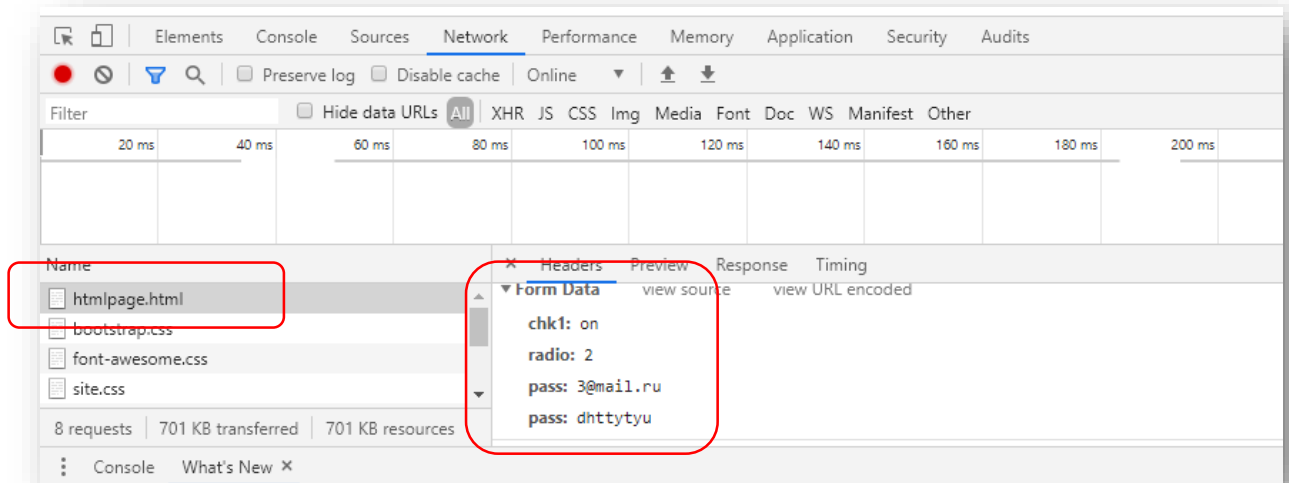 Elements Console Sources Network Performance Memory Application Security Audits
Preserve log Disable cache Online
Filter Hide data URLs All XHR JS CSS Img Media Font Doc WS Manifest Other
20 ms 40 ms 60 ms 80 ms 100 ms 120 ms 140 ms 160 ms 180 ms 200 ms
Name × Headers Preview Response Timing
htmlpage.html
bootstrap.css
font-awesome.css
site.css
Form Data view source view URL encoded
chk1: on
radio: 2
pass: 3@mail.ru
pass: dhttytyu
8 requests 701 KB transferred 701 KB resources
Console What's New ×